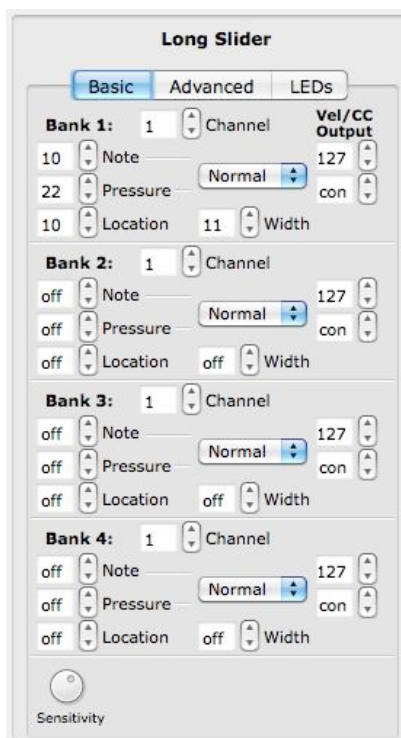 Long Slider
Basic Advanced LEDs
Bank 1: 1 Channel Vel/CC Output
10 Note Normal 127
22 Pressure con
10 Location 11 Width
Bank 2: 1 Channel
off Note Normal 127
off Pressure con
off Location off Width
Bank 3: 1 Channel
off Note Normal 127
off Pressure con
off Location off Width
Bank 4: 1 Channel
off Note Normal 127
off Pressure con
off Location off Width
Sensitivity